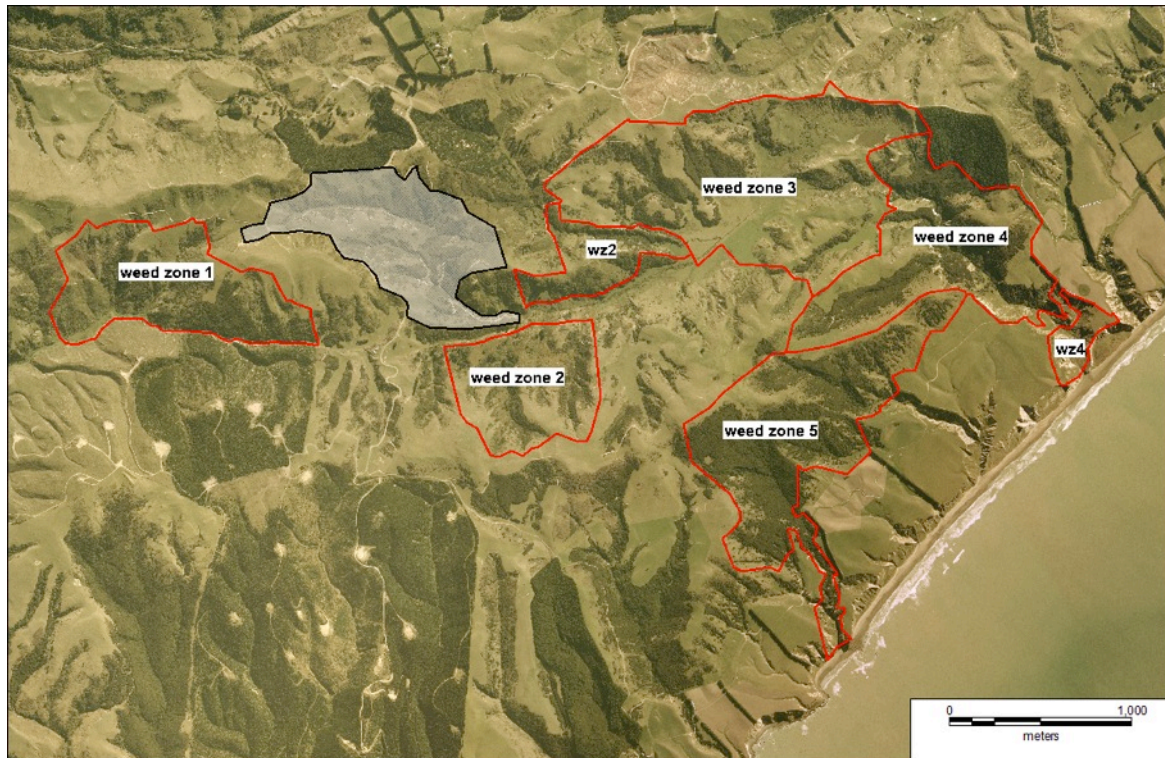 weed zone 3
weed zone 4
wz2
weed zone 1
wz4
weed zone 2
weed zone 5
0 1,000
meters